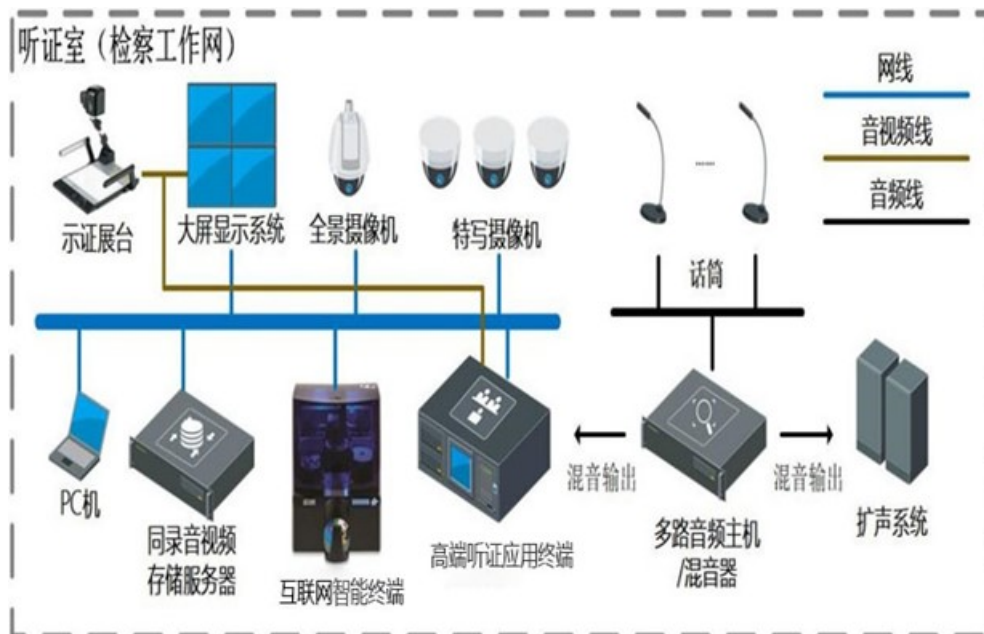 听证室（检察工作网）
网线
音视频线
音频线
示证展台
大屏显示系统
全景摄像机
特写摄像机
话筒
PC机
同录音视频
存储服务器
互联网智能终端
高端听证应用终端
混音输出
多路音频主机
/混音器
混音输出
扩声系统